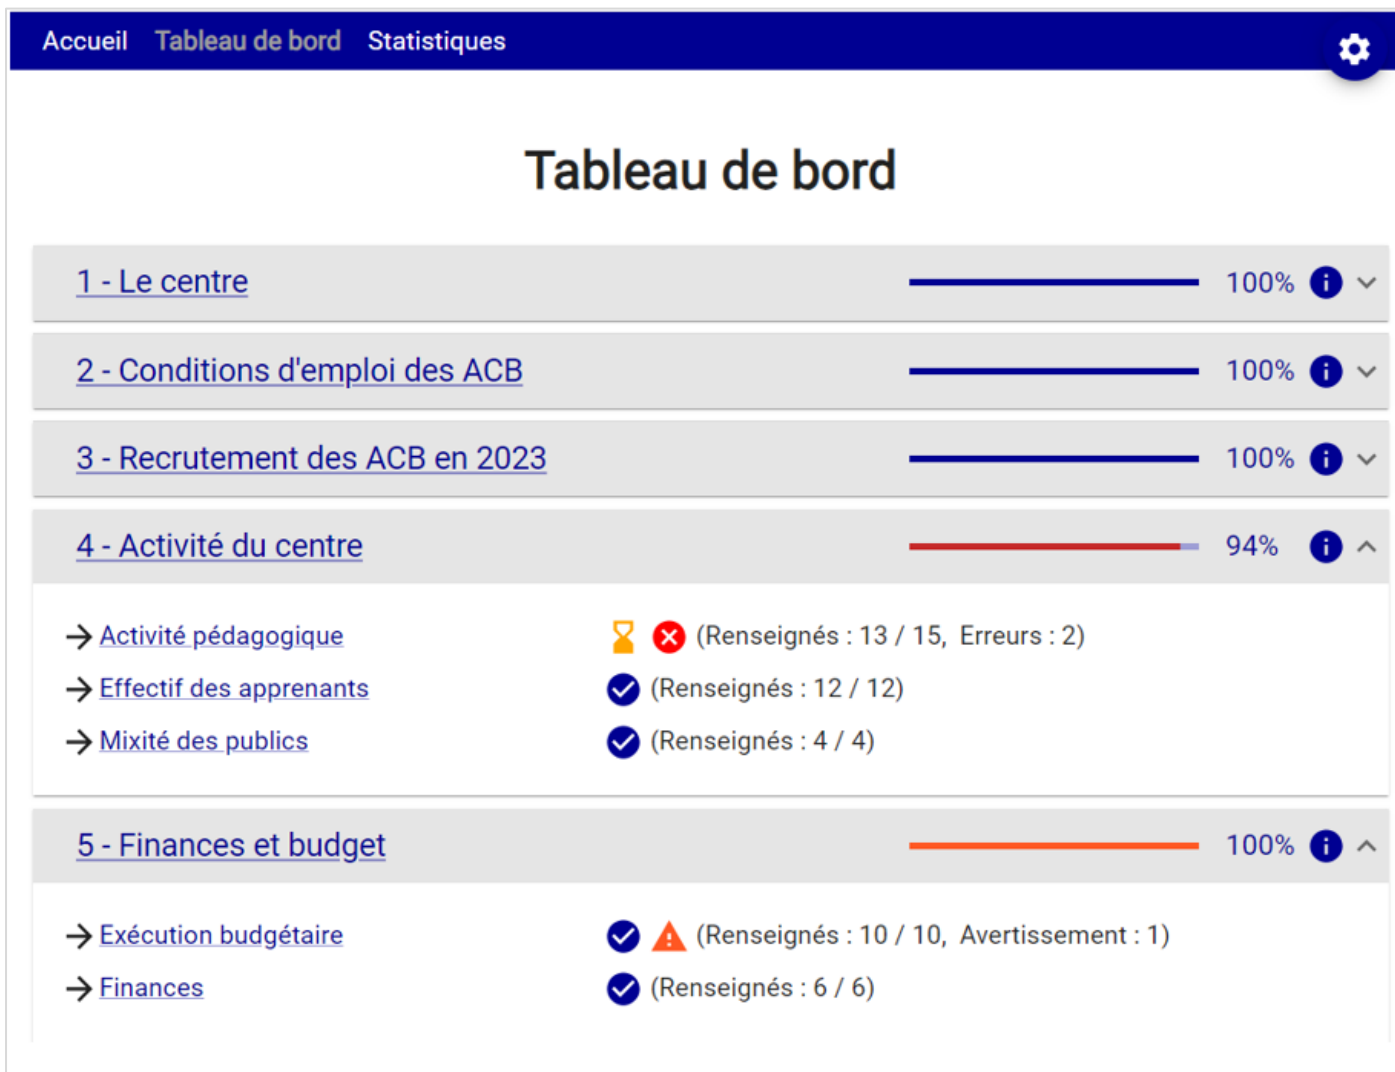 Accueil Tableau de bord Statistiques
Tableau de bord
1 - Le centre 100%
2 - Conditions d'emploi des ACB 100%
3 - Recrutement des ACB en 2023 100%
4 - Activité du centre 94%
Activité pédagogique (Renseignés : 13 / 15, Erreurs : 2)
Effectif des apprenants (Renseignés : 12 / 12)
Mixité des publics (Renseignés : 4 / 4)
5 - Finances et budget 100%
Exécution budgétaire (Renseignés : 10 / 10, Avertissement : 1)
Finances (Renseignés : 6 / 6)